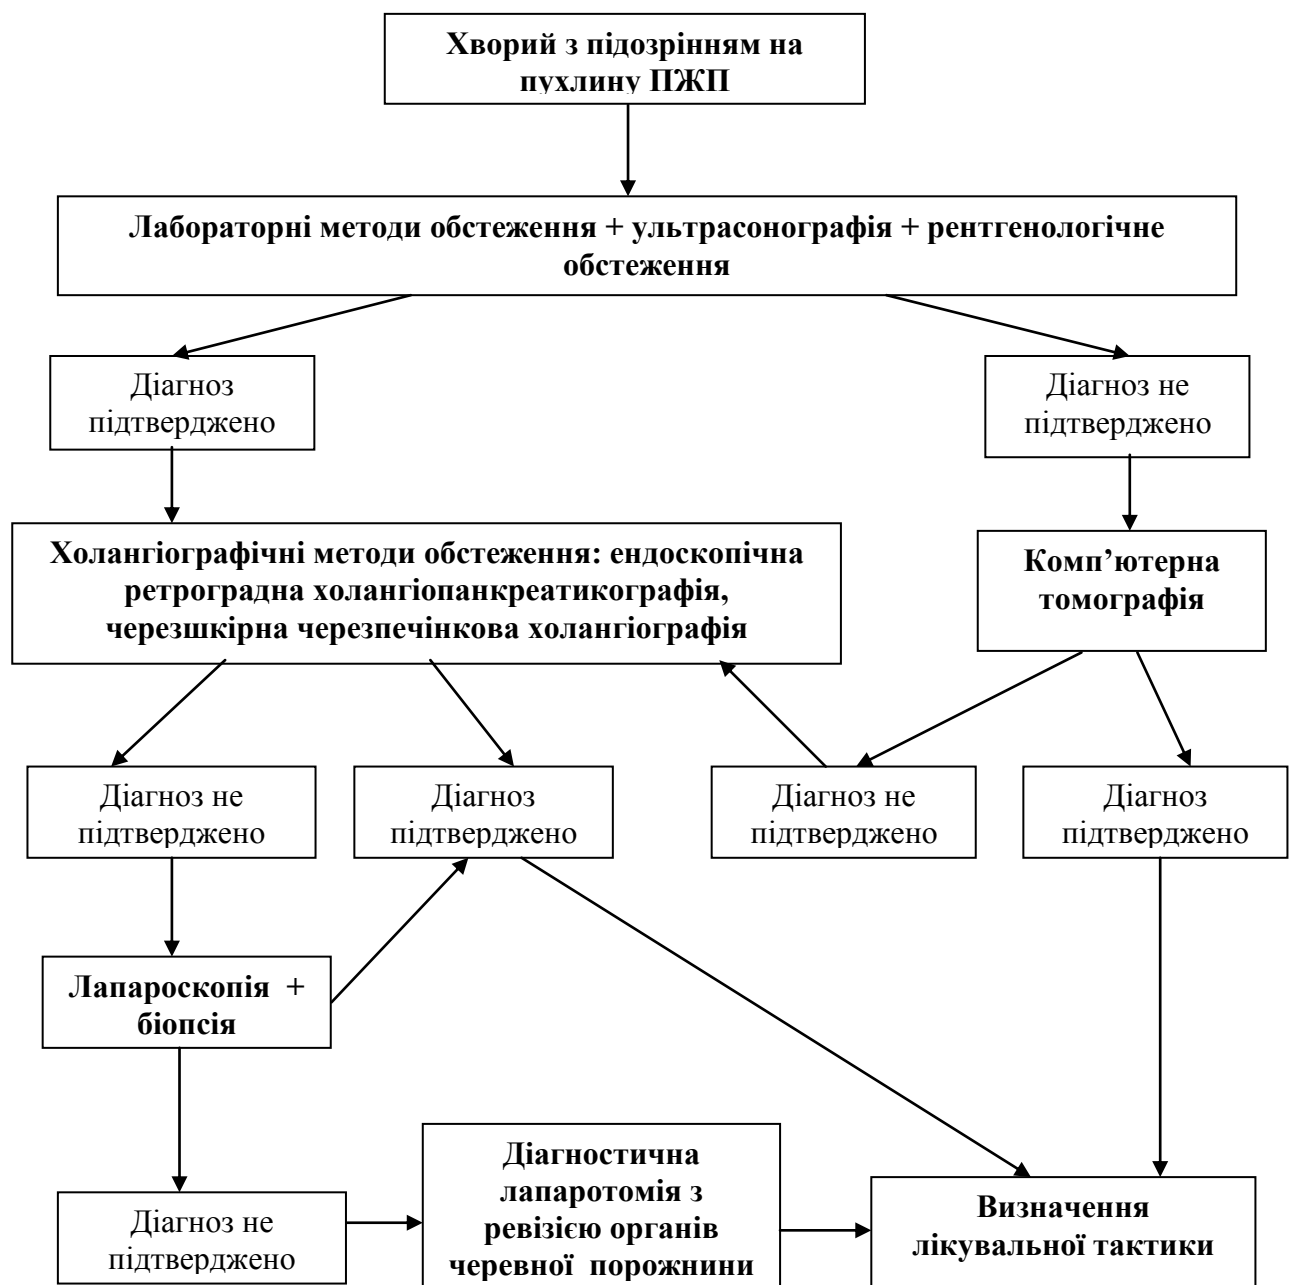 Хворий з підозрінням на
пухлину ПЖП
Лабораторні методи обстеження + ультрасонографія + рентгенологічне
обстеження
Діагноз
підтверджено
Діагноз не
підтверджено
Холангіографічні методи обстеження: ендоскопічна
ретроградна холангіопанкреатикографія,
черезшкірна черезпечінкова холангіографія
Комп’ютерна
томографія
Діагноз не
підтверджено
Діагноз
підтверджено
Діагноз не
підтверджено
Діагноз
підтверджено
Лапароскопія +
біопсія
Діагноз не
підтверджено
Діагностична
лапаротомія з
ревізією органів
черевної порожнини
Визначення
лікувальної тактики